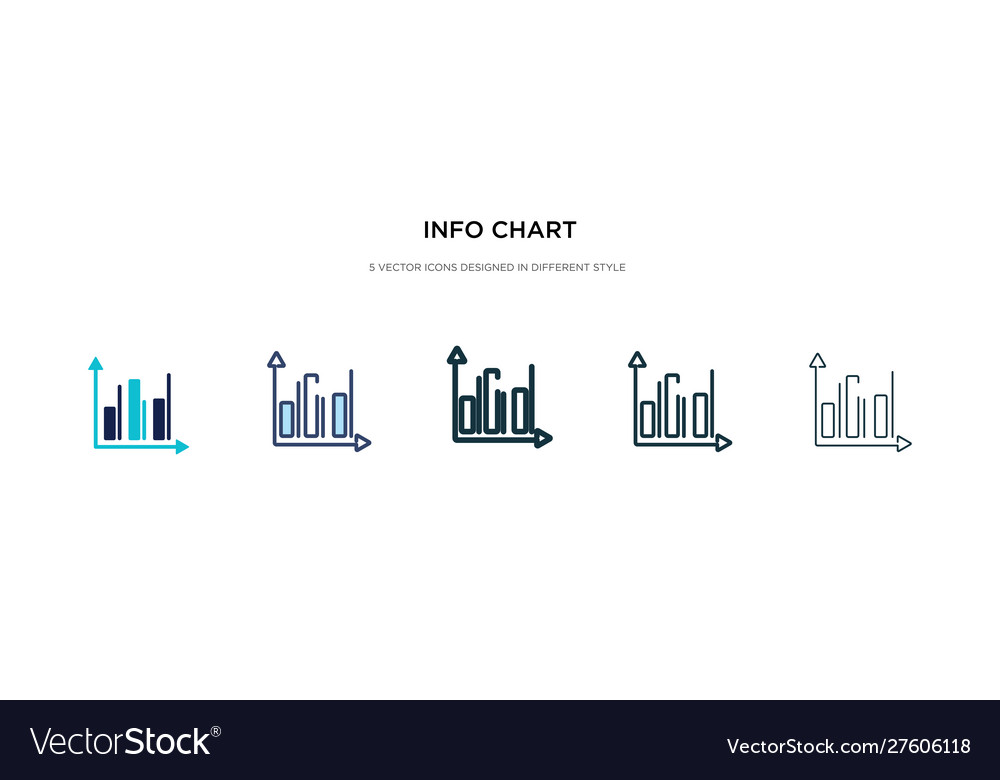 INFO CHART
5 VECTOR ICONS DESIGNED IN DIFFERENT STYLE
VectorStock®
VectorStock.com/27606118